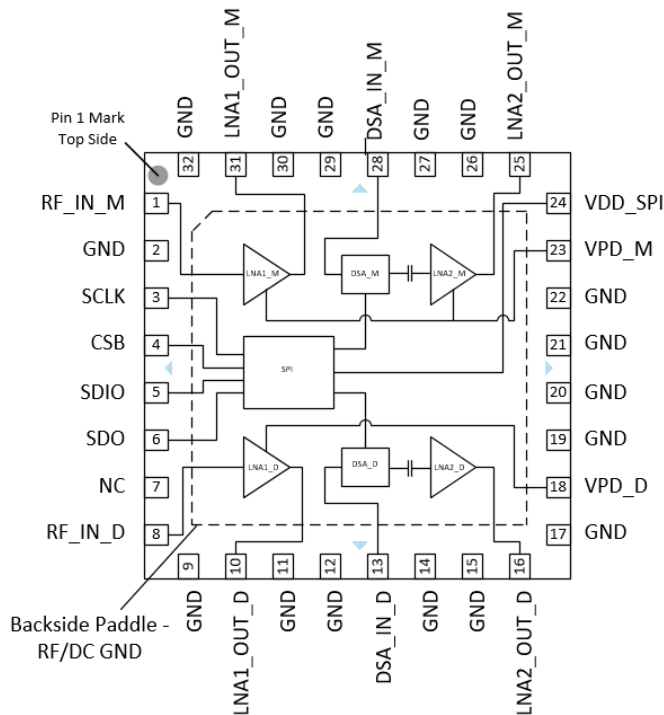 LNA1_OUT_M
DSA_IN_M
LNA2_OUT_M
GND
GND
GND
GND
GND
Pin 1 Mark
Top Side
32
31
30
29
28
27
26
25
RF_IN_M
1
24
VDD_SPI
GND
2
23
VPD_M
LNA1_M
DSA_M
LNA2_M
SCLK
3
22
GND
CSB
4
21
GND
SPI
SDIO
5
20
GND
SDO
6
19
GND
LNA1_D
DSA_D
LNA2_D
NC
7
18
VPD_D
RF_IN_D
8
17
GND
9
10
11
12
13
14
15
16
GND
LNA1_OUT_D
GND
GND
DSA_IN_D
GND
GND
LNA2_OUT_D
Backside Paddle -
RF/DC GND